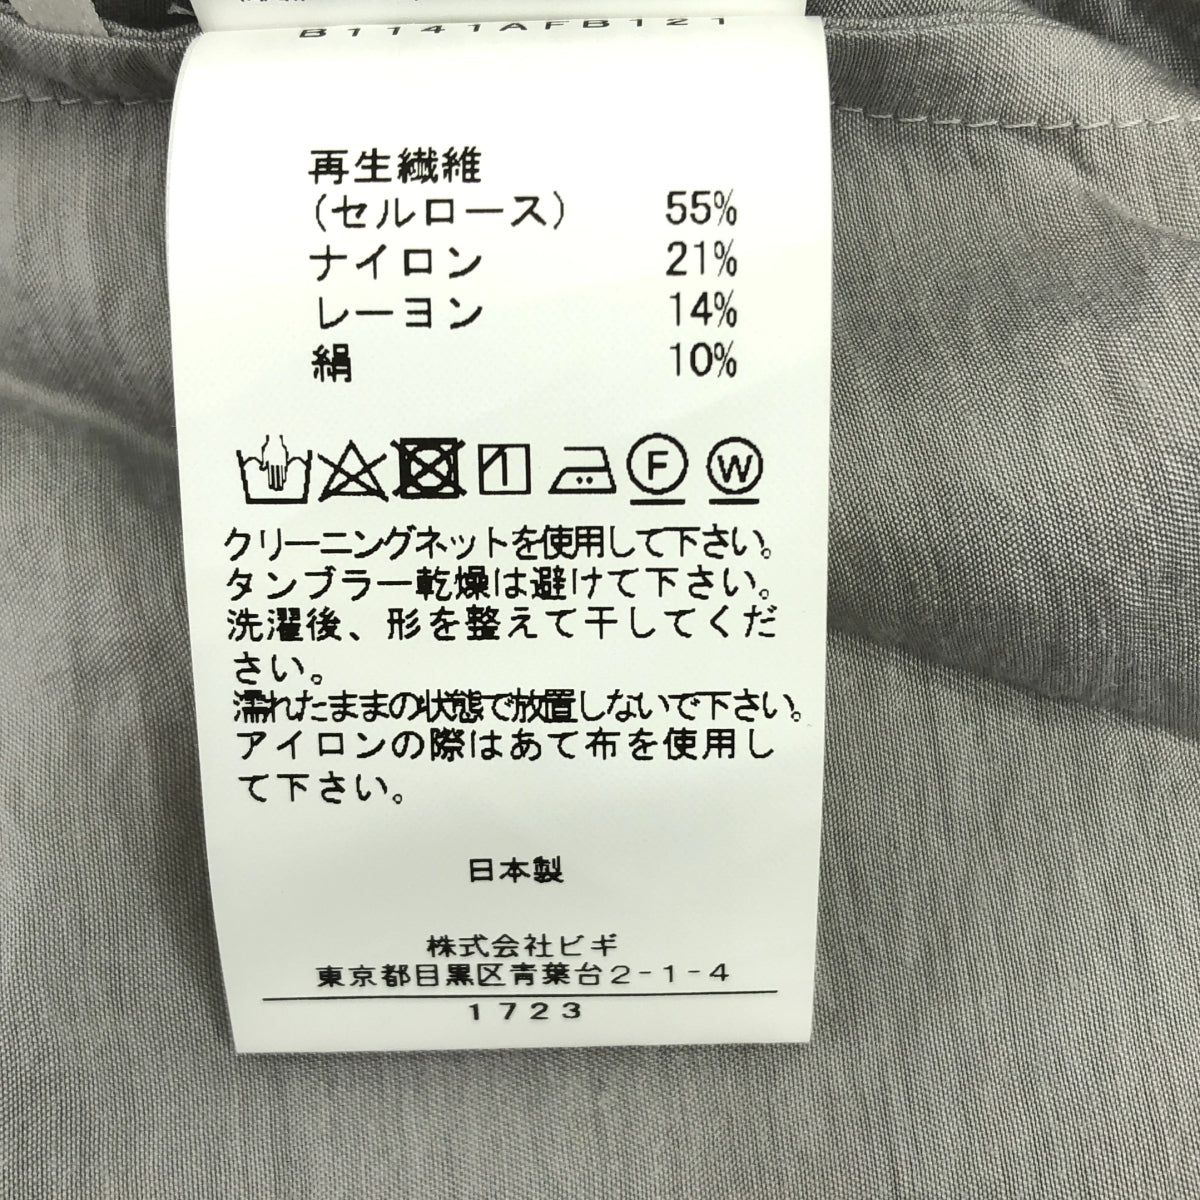 B1141AFB121
再生繊維
(セルロース) 55%
ナイロン 21%
レーヨン 14%
絹 10%
F W
クリーニングネットを使用して下さい。
タンブラー乾燥は避けて下さい。
洗濯後、形を整えて干してくだ
さい。
濡れたままの状態で放置しないで下さい。
アイロンの際はあて布を使用し
て下さい。
日本製
株式会社ビギ
東京都目黒区青葉台2-1-4
1723